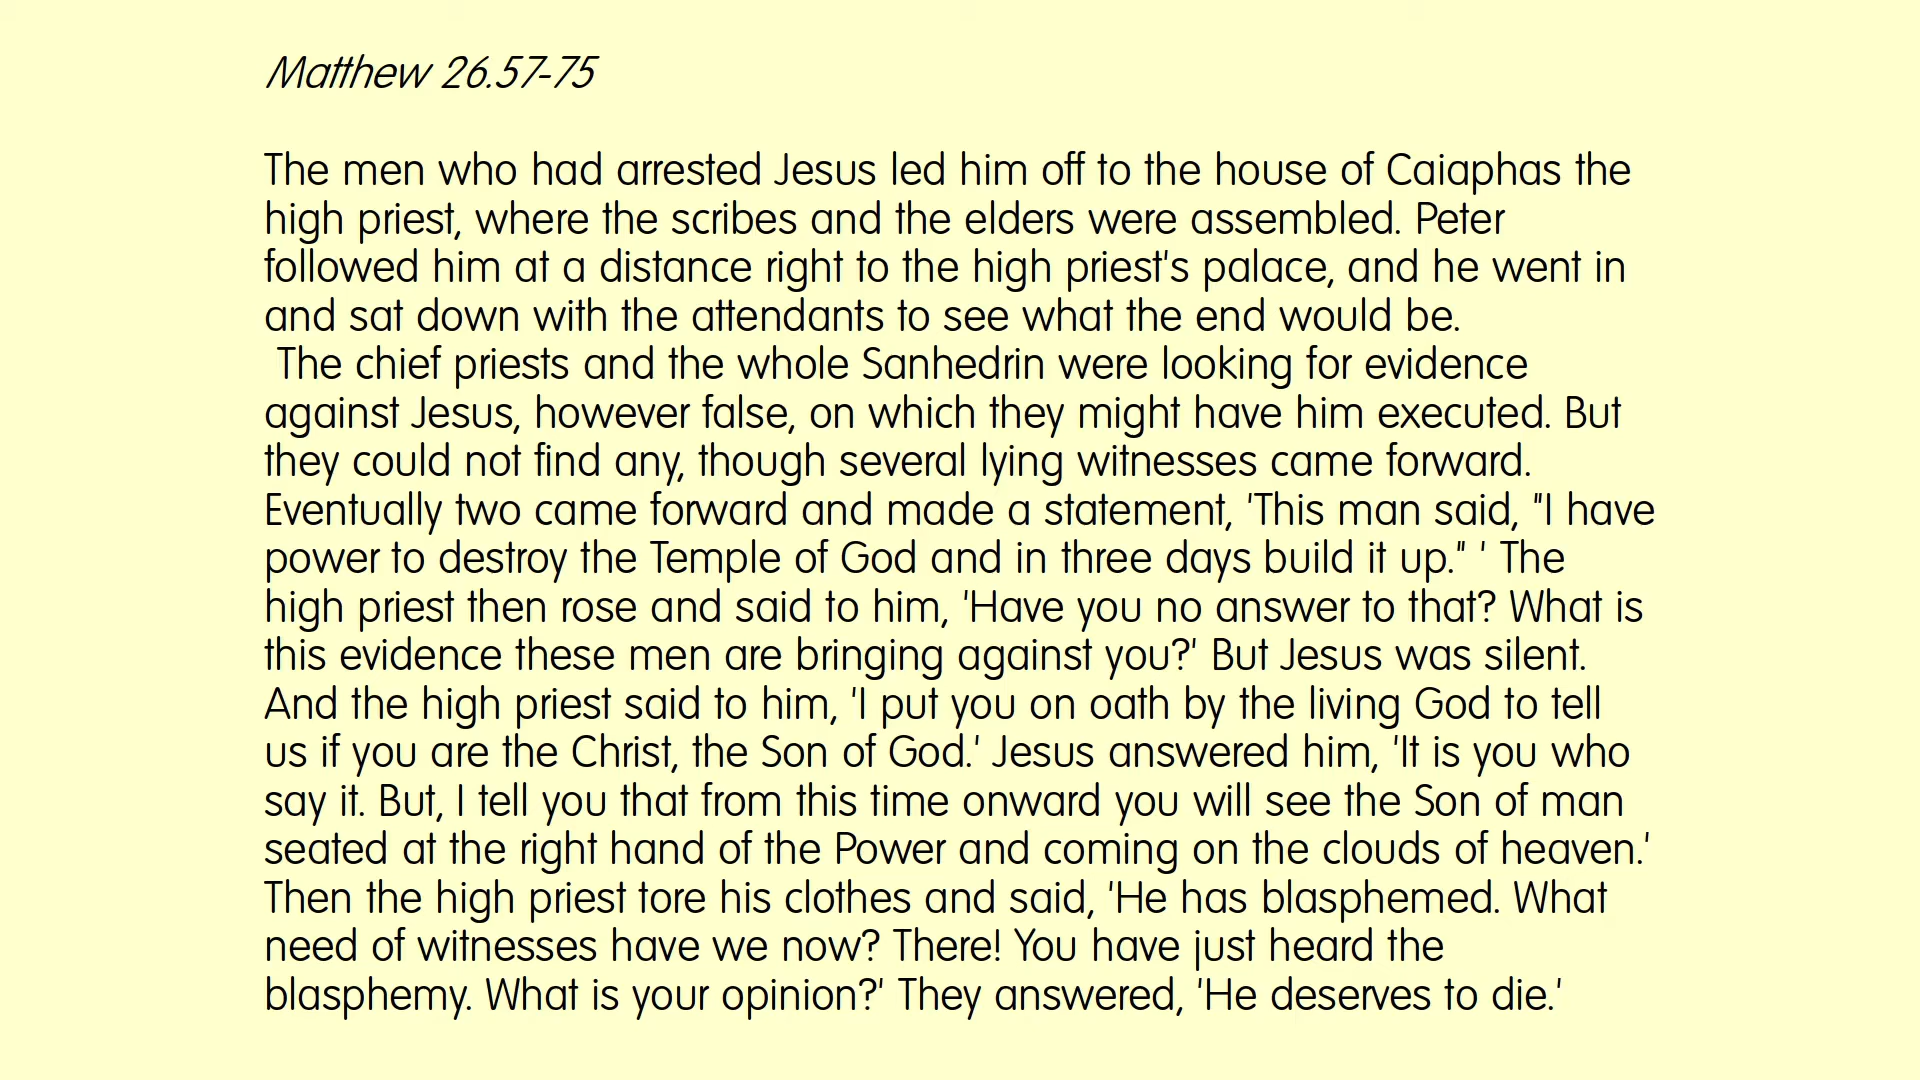 Matthew 26.57-75
The men who had arrested Jesus led him off to the house of Caiaphas the
high priest, where the scribes and the elders were assembled. Peter
followed him at a distance right to the high priest's palace, and he went in
and sat down with the attendants to see what the end would be.
The chief priests and the whole Sanhedrin were looking for evidence
against Jesus, however false, on which they might have him executed. But
they could not find any, though several lying witnesses came forward.
Eventually two came forward and made a statement, 'This man said, "I have
power to destroy the Temple of God and in three days build it up." ' The
high priest then rose and said to him, 'Have you no answer to that? What is
this evidence these men are bringing against you?' But Jesus was silent.
And the high priest said to him, 'I put you on oath by the living God to tell
us if you are the Christ, the Son of God.' Jesus answered him, 'It is you who
say it. But, I tell you that from this time onward you will see the Son of man
seated at the right hand of the Power and coming on the clouds of heaven.'
Then the high priest tore his clothes and said, 'He has blasphemed. What
need of witnesses have we now? There! You have just heard the
blasphemy. What is your opinion?' They answered, 'He deserves to die.'